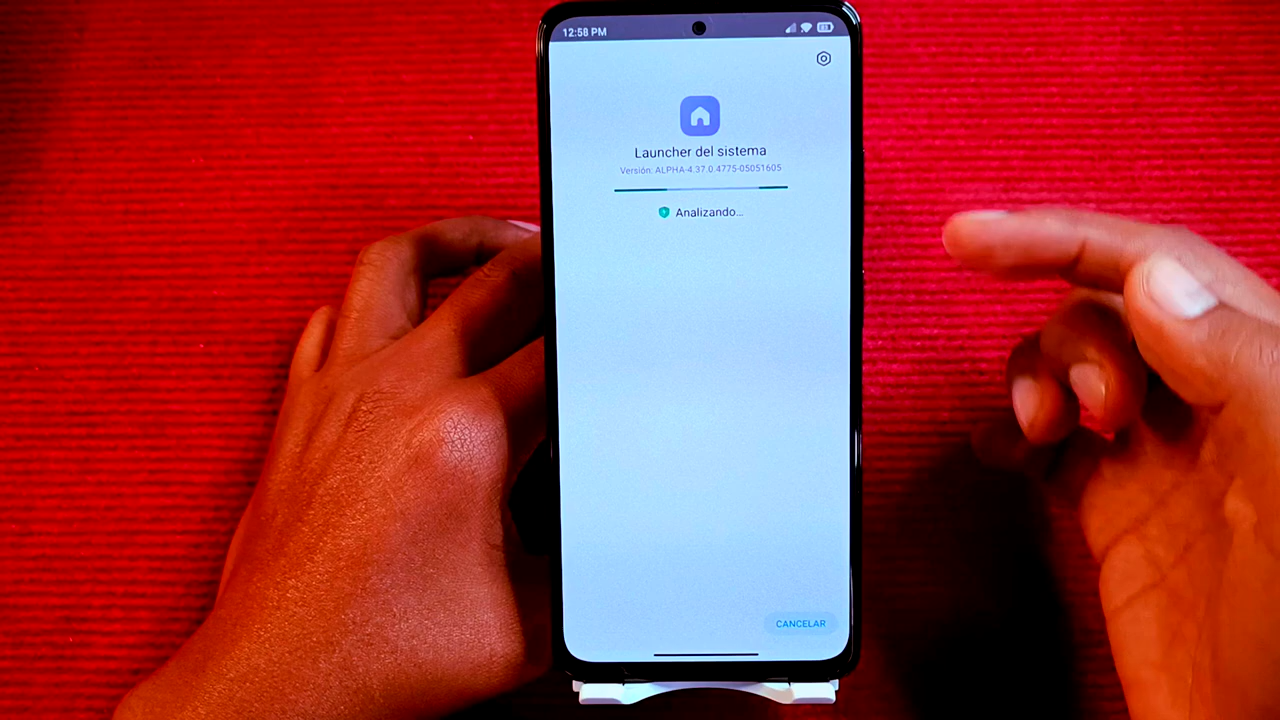 12:58 PM
Launcher del sistema
Versión: ALPHA-4.37.0.4775-05051605
Analizando...
CANCELAR